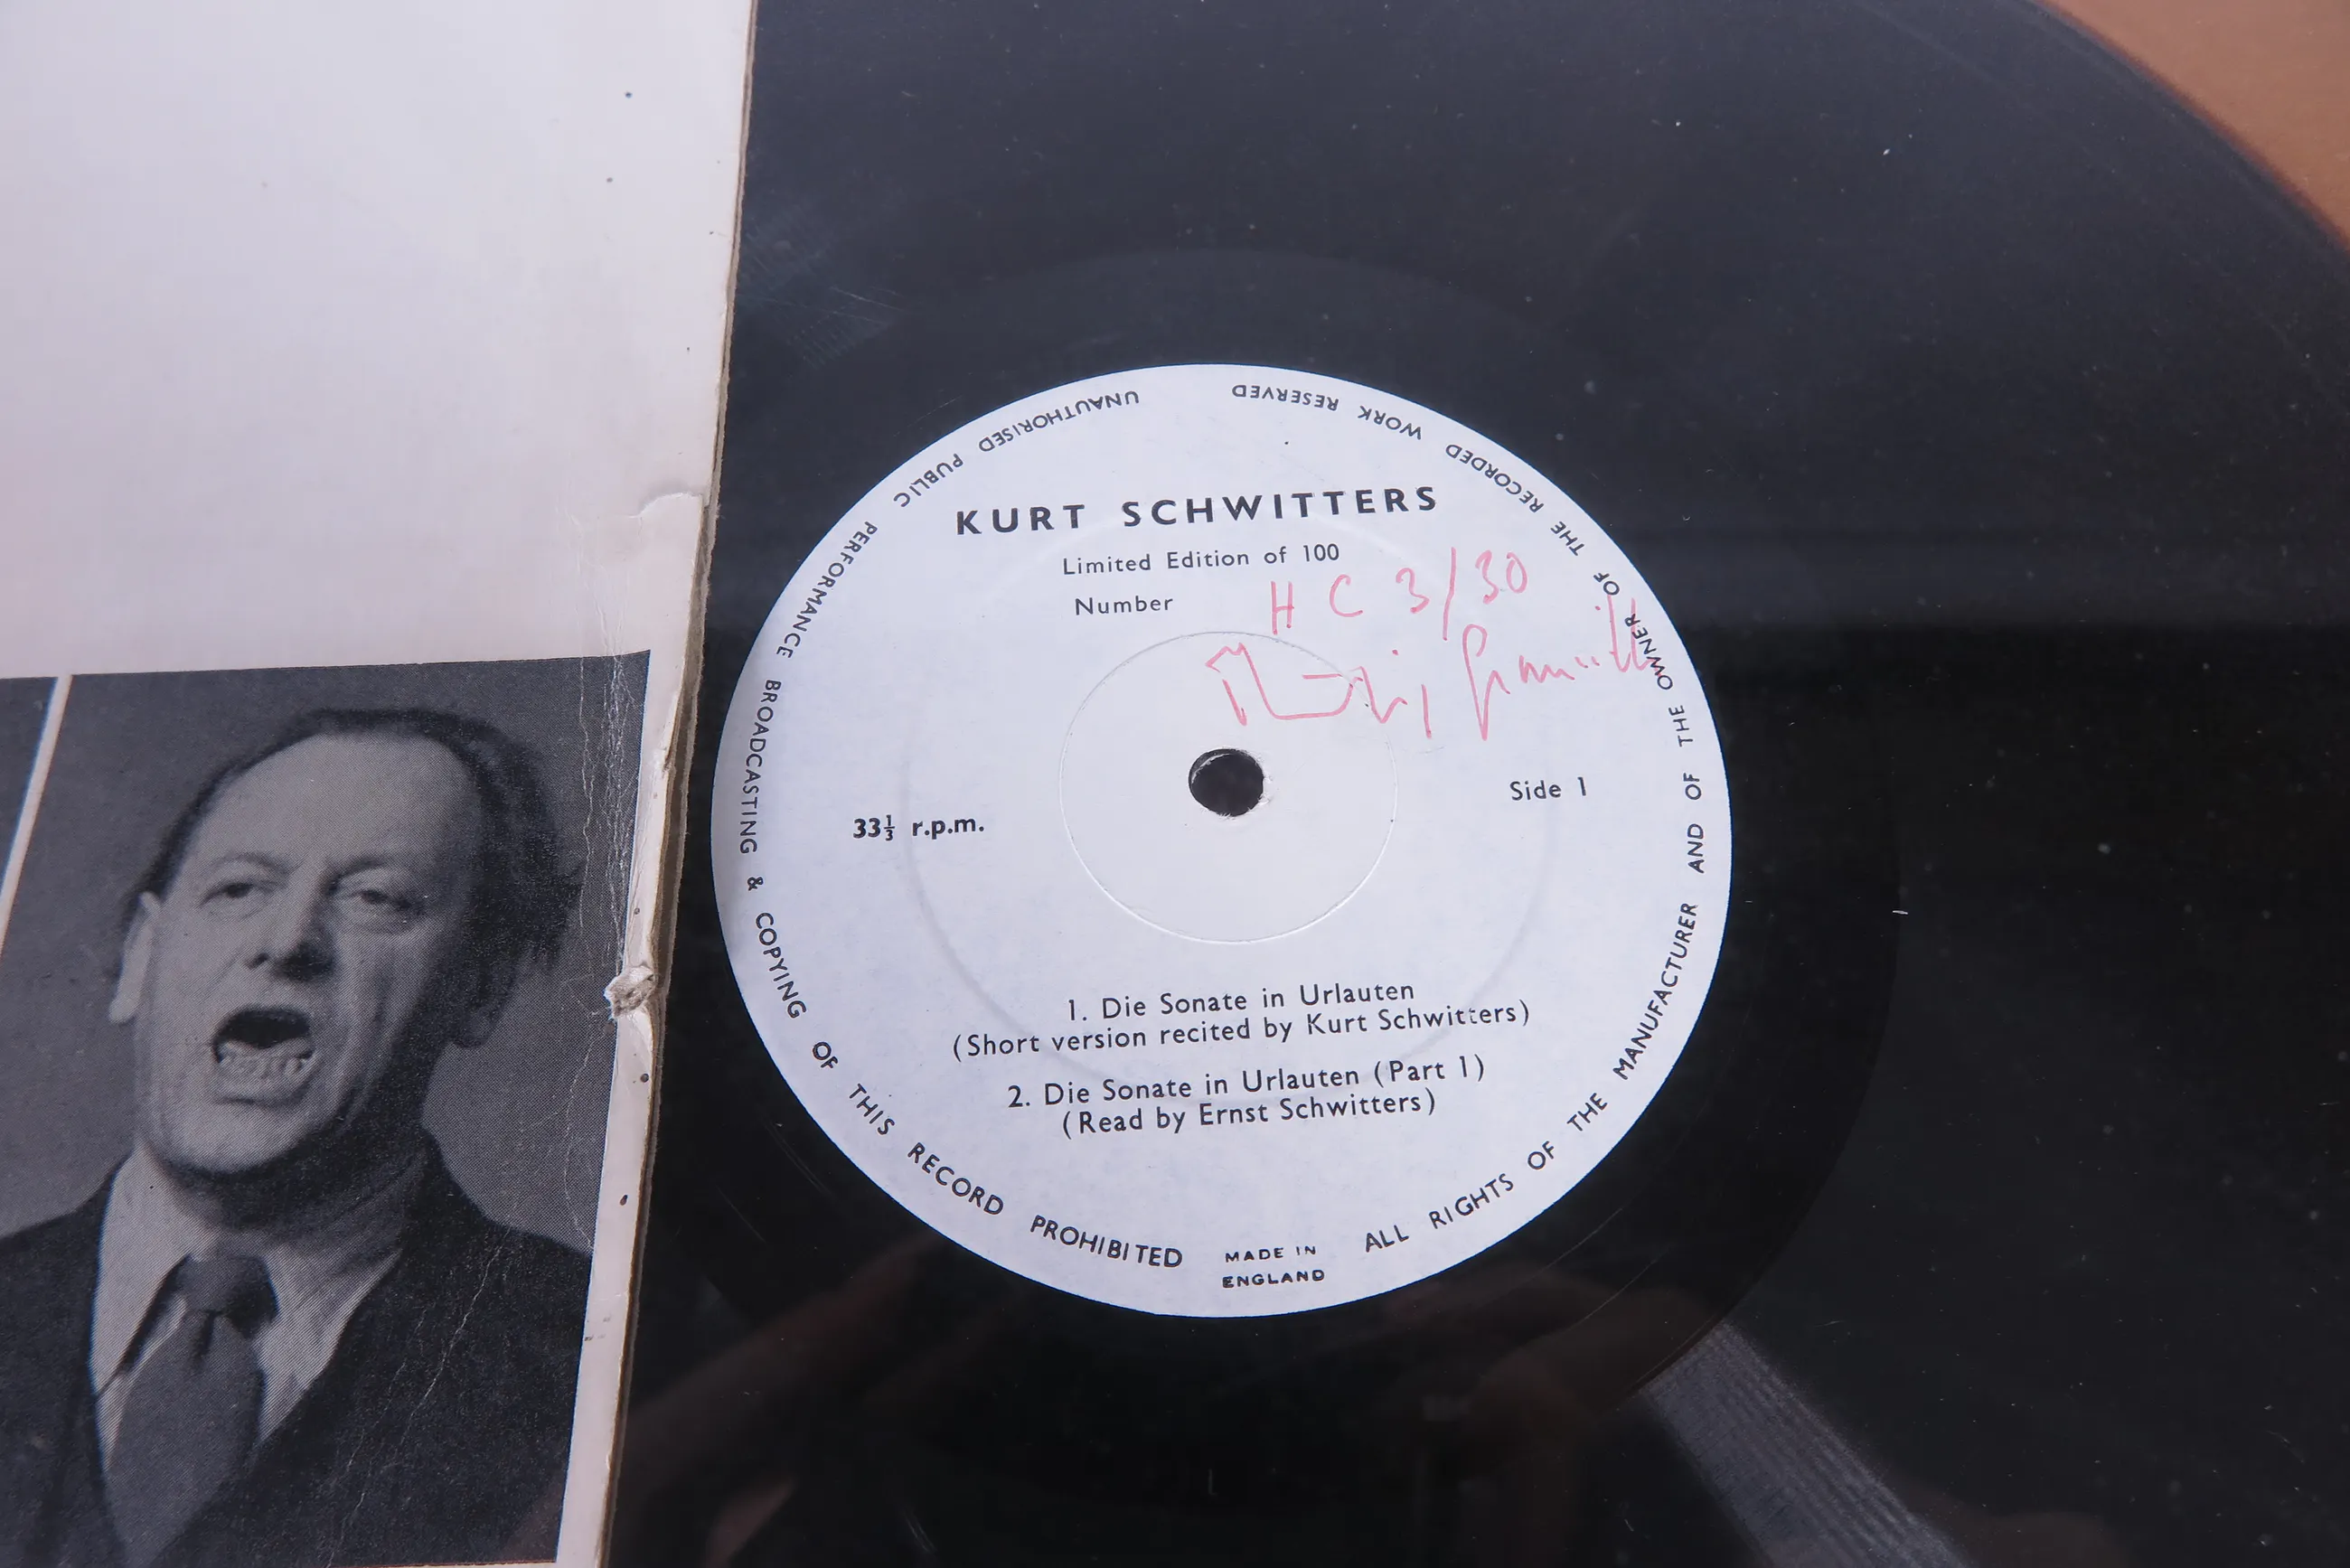 KURT SCHWITTERS
Limited Edition of 100
Number H C 3/30
33⅓ r.p.m.
Side 1
1. Die Sonate in Urlauten
(Short version recited by Kurt Schwitters)
2. Die Sonate in Urlauten (Part 1)
(Read by Ernst Schwitters)
MADE IN
ENGLAND
ALL RIGHTS OF THE MANUFACTURER AND OF THE OWNER OF THE RECORDED WORK RESERVED
UNAUTHORISED PUBLIC PERFORMANCE BROADCASTING & COPYING OF THIS RECORD PROHIBITED